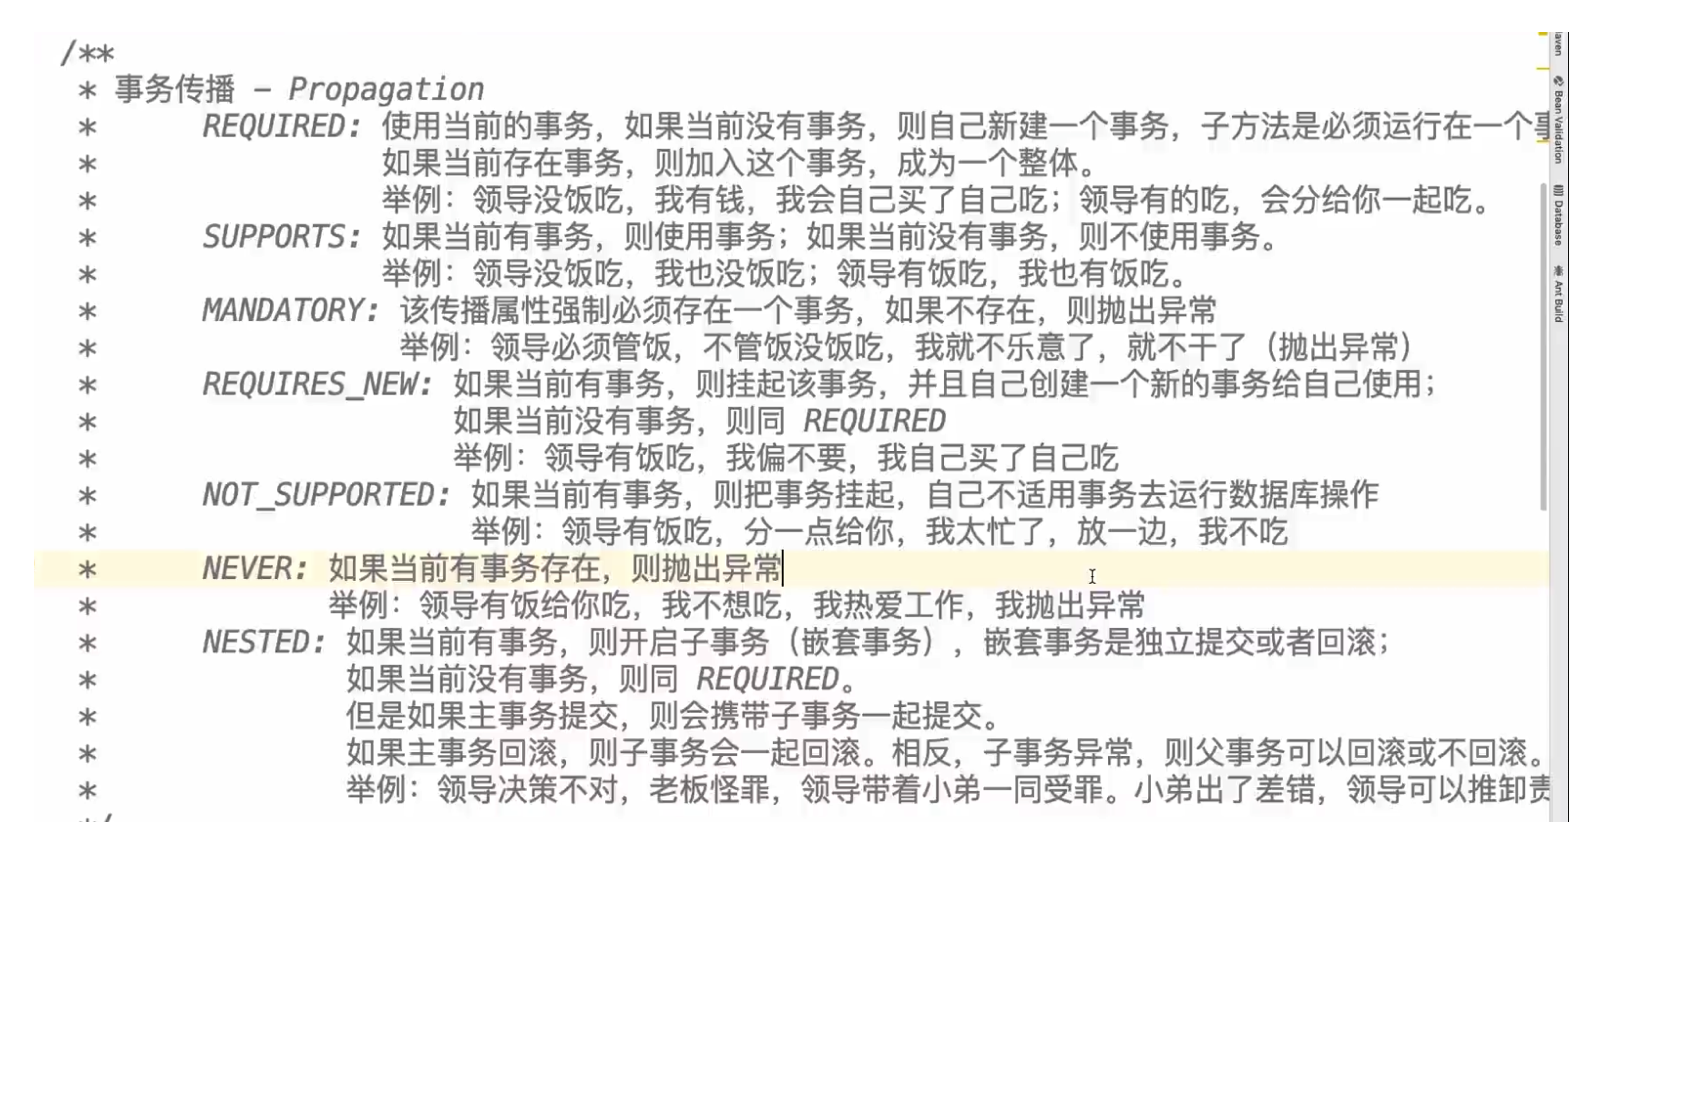 /**
* 事务传播 - Propagation
* REQUIRED: 使用当前的事务，如果当前没有事务，则自己新建一个事务，子方法是必须运行在一个事
* 如果当前存在事务，则加入这个事务，成为一个整体。
* 举例：领导没饭吃，我有钱，我会自己买了自己吃；领导有的吃，会分给你一起吃。
* SUPPORTS: 如果当前有事务，则使用事务；如果当前没有事务，则不使用事务。
* 举例：领导没饭吃，我也没饭吃；领导有饭吃，我也有饭吃。
* MANDATORY: 该传播属性强制必须存在一个事务，如果不存在，则抛出异常
* 举例：领导必须管饭，不管饭没饭吃，我就不乐意了，就不干了（抛出异常）
* REQUIRES_NEW: 如果当前有事务，则挂起该事务，并且自己创建一个新的事务给自己使用；
* 如果当前没有事务，则同 REQUIRED
* 举例：领导有饭吃，我偏不要，我自己买了自己吃
* NOT_SUPPORTED: 如果当前有事务，则把事务挂起，自己不适用事务去运行数据库操作
* 举例：领导有饭吃，分一点给你，我太忙了，放一边，我不吃
* NEVER: 如果当前有事务存在，则抛出异常
* 举例：领导有饭给你吃，我不想吃，我热爱工作，我抛出异常
* NESTED: 如果当前有事务，则开启子事务（嵌套事务），嵌套事务是独立提交或者回滚；
* 如果当前没有事务，则同 REQUIRED。
* 但是如果主事务提交，则会携带子事务一起提交。
* 如果主事务回滚，则子事务会一起回滚。相反，子事务异常，则父事务可以回滚或不回滚。
* 举例：领导决策不对，老板怪罪，领导带着小弟一同受罪。小弟出了差错，领导可以推卸责
*/
aven
Bean Validation
Database
Ant Build